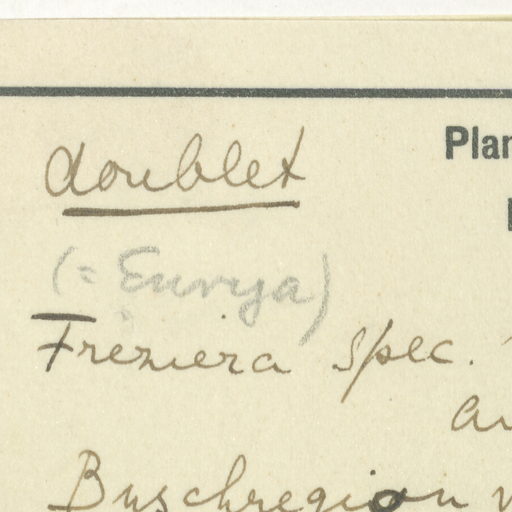 doublet
Plan
(= Eurya)
Freziera spec.
Buschregion